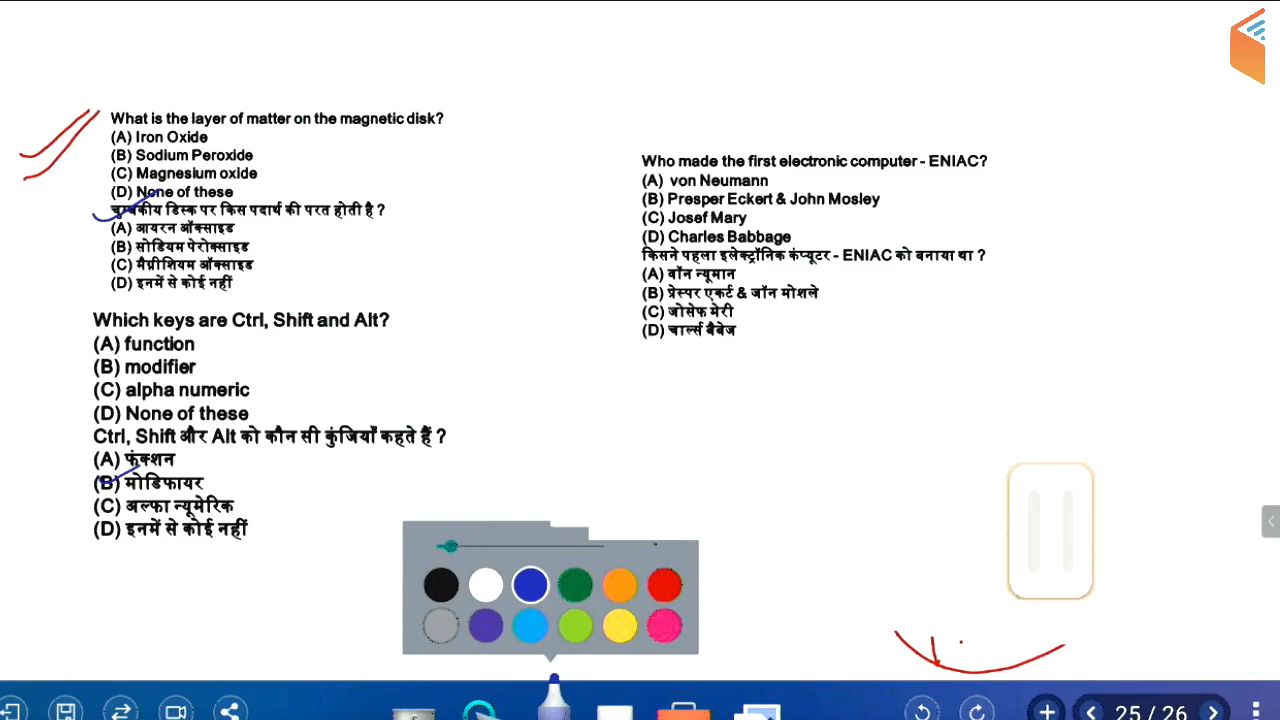 What is the layer of matter on the magnetic disk?
(A) Iron Oxide
(B) Sodium Peroxide
(C) Magnesium oxide
(D) None of these
चुम्बकीय डिस्क पर किस पदार्थ की परत होती है ?
(A) आयरन ऑक्साइड
(B) सोडियम पेरोक्साइड
(C) मैग्नीशियम ऑक्साइड
(D) इनमें से कोई नहीं
Which keys are Ctrl, Shift and Alt?
(A) function
(B) modifier
(C) alpha numeric
(D) None of these
Ctrl, Shift और Alt को कौन सी कुंजियाँ कहते हैं ?
(A) फंक्शन
(B) मोडिफायर
(C) अल्फा न्यूमेरिक
(D) इनमें से कोई नहीं
Who made the first electronic computer - ENIAC?
(A) von Neumann
(B) Presper Eckert & John Mosley
(C) Josef Mary
(D) Charles Babbage
किसने पहला इलेक्ट्रॉनिक कंप्यूटर - ENIAC को बनाया था ?
(A) वॉन न्यूमान
(B) प्रेस्पर एकर्ट & जॉन मोशले
(C) जोसेफ मेरी
(D) चार्ल्स बैबेज
25 / 26